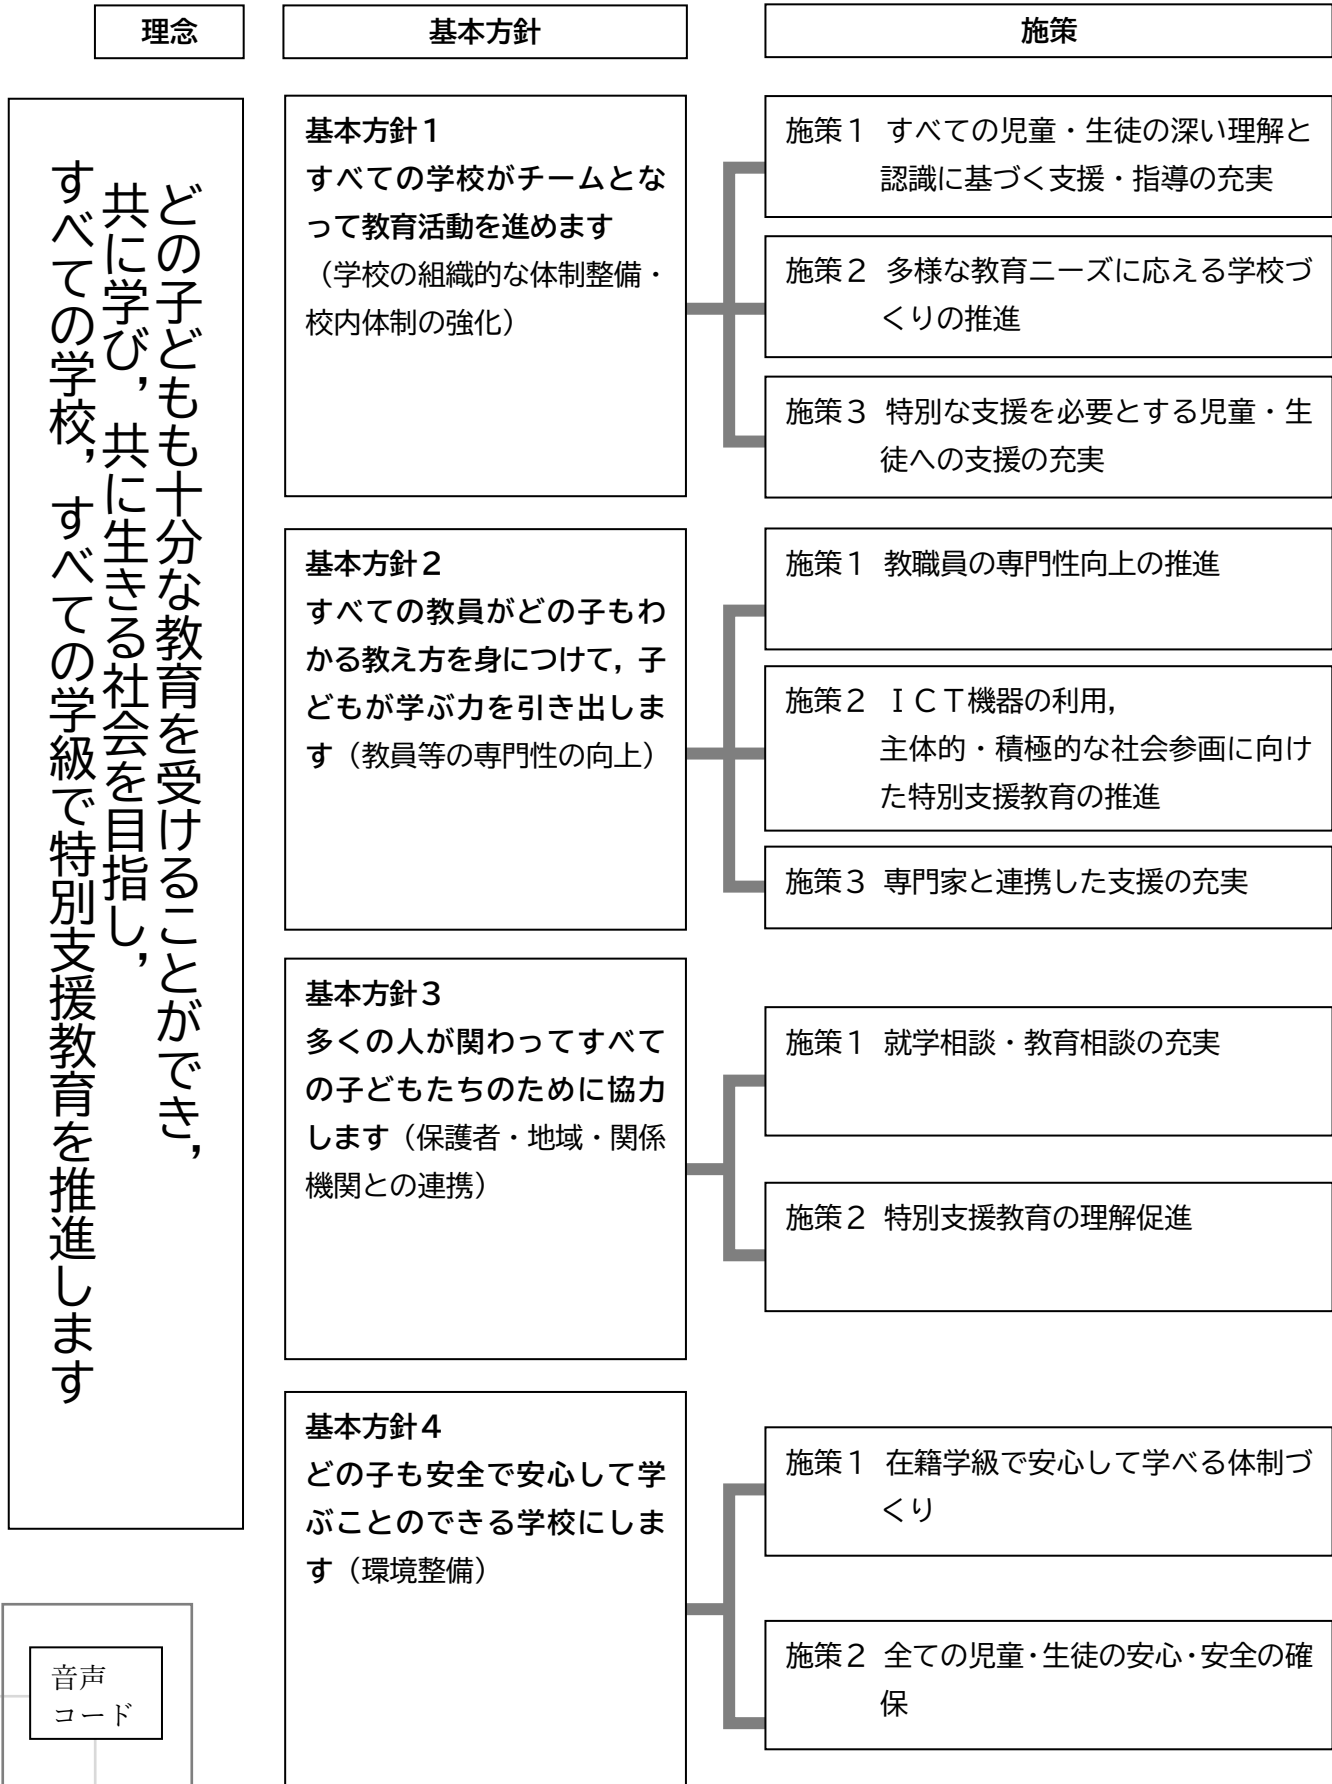 理念
基本方針
施策
どの子どもも十分な教育を受けることができ，
共に学び，共に生きる社会を目指し，
すべての学校，すべての学級で特別支援教育を推進します
基本方針１
すべての学校がチームとな
って教育活動を進めます
（学校の組織的な体制整備・
校内体制の強化）
施策１ すべての児童・生徒の深い理解と
認識に基づく支援・指導の充実
施策２ 多様な教育ニーズに応える学校づ
くりの推進
施策３ 特別な支援を必要とする児童・生
徒への支援の充実
基本方針２
すべての教員がどの子もわ
かる教え方を身につけて，子
どもが学ぶ力を引き出しま
す（教員等の専門性の向上）
施策１ 教職員の専門性向上の推進
施策２ ＩＣＴ機器の利用，
主体的・積極的な社会参画に向け
た特別支援教育の推進
施策３ 専門家と連携した支援の充実
基本方針３
多くの人が関わってすべて
の子どもたちのために協力
します（保護者・地域・関係
機関との連携）
施策１ 就学相談・教育相談の充実
施策２ 特別支援教育の理解促進
基本方針４
どの子も安全で安心して学
ぶことのできる学校にしま
す（環境整備）
施策１ 在籍学級で安心して学べる体制づ
くり
施策２ 全ての児童・生徒の安心・安全の確
保
音声
コード